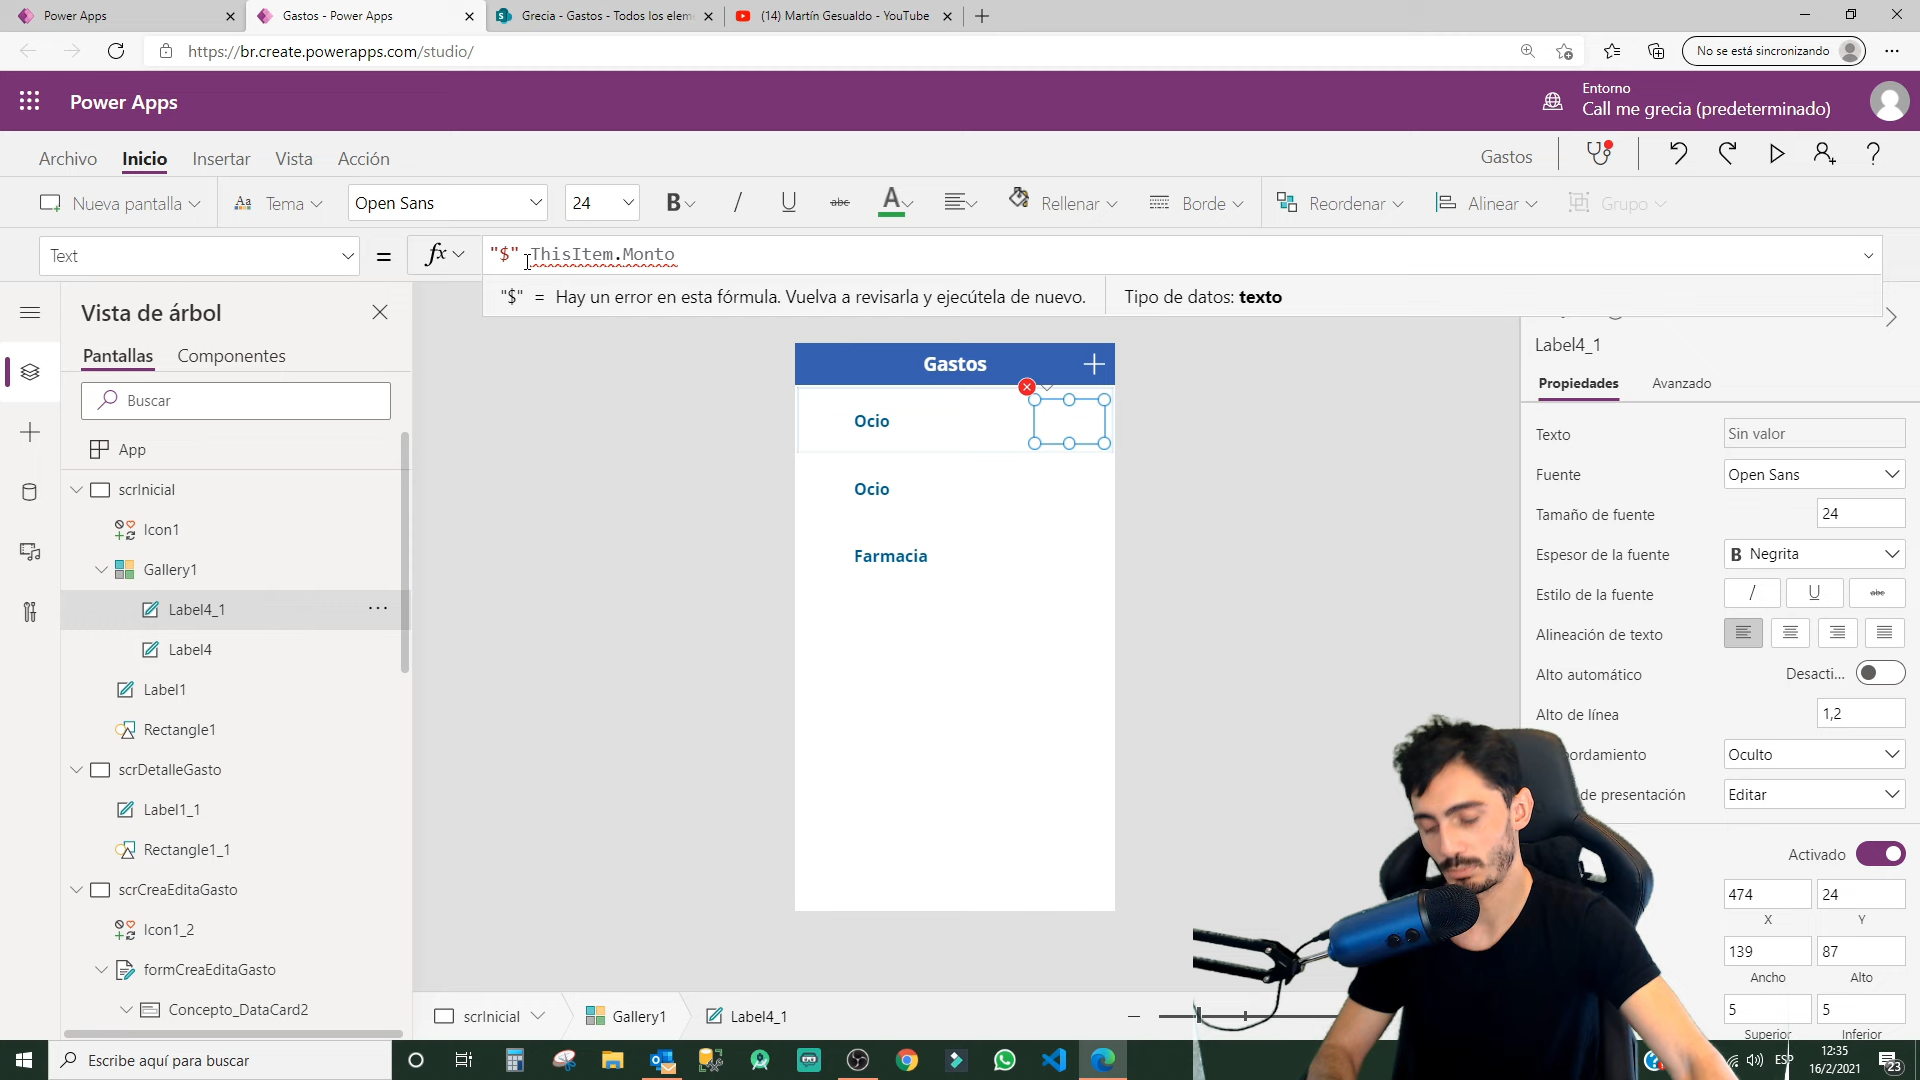 Power Apps
Gastos - Power Apps
Grecia - Gastos - Todos los elem
(14) Martín Gesualdo - YouTube
https://br.create.powerapps.com/studio/
No se está sincronizando
Power Apps
Entorno
Call me grecia (predeterminado)
Archivo
Inicio
Insertar
Vista
Acción
Gastos
Nueva pantalla
Tema
Open Sans
24
B
abc
A
Rellenar
Borde
Reordenar
Alinear
Grupo
Text
=
fx
"$" ThisItem.Monto
"$" = Hay un error en esta fórmula. Vuelva a revisarla y ejecútela de nuevo.
Tipo de datos: texto
Vista de árbol
Pantallas
Componentes
Buscar
App
scrInicial
Icon1
Gallery1
Label4_1
Label4
Label1
Rectangle1
scrDetalleGasto
Label1_1
Rectangle1_1
scrCreaEditaGasto
Icon1_2
formCreaEditaGasto
Concepto_DataCard2
Gastos
Ocio
Ocio
Farmacia
Label4_1
Propiedades
Avanzado
Texto
Sin valor
Fuente
Open Sans
Tamaño de fuente
24
Espesor de la fuente
B Negrita
Estilo de la fuente
abc
Alineación de texto
Alto automático
Desacti...
Alto de línea
1,2
bordamiento
Oculto
de presentación
Editar
Activado
474
24
X
Y
139
87
Ancho
Alto
5
5
Superior
Inferior
scrInicial
Gallery1
Label4_1
Escribe aquí para buscar
ESP
12:35
16/2/2021
23